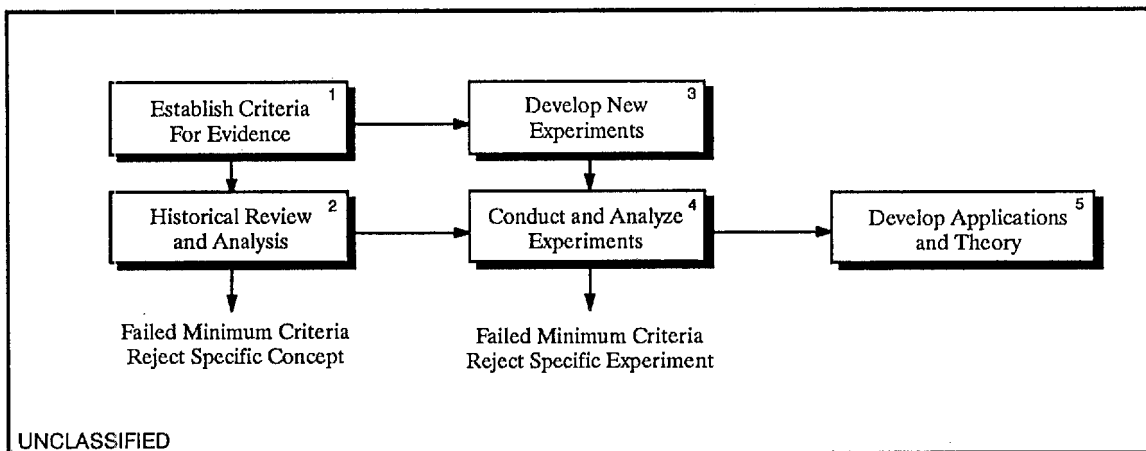 1
Establish Criteria
For Evidence
3
Develop New
Experiments
2
Historical Review
and Analysis
4
Conduct and Analyze
Experiments
5
Develop Applications
and Theory
Failed Minimum Criteria
Reject Specific Concept
Failed Minimum Criteria
Reject Specific Experiment
UNCLASSIFIED